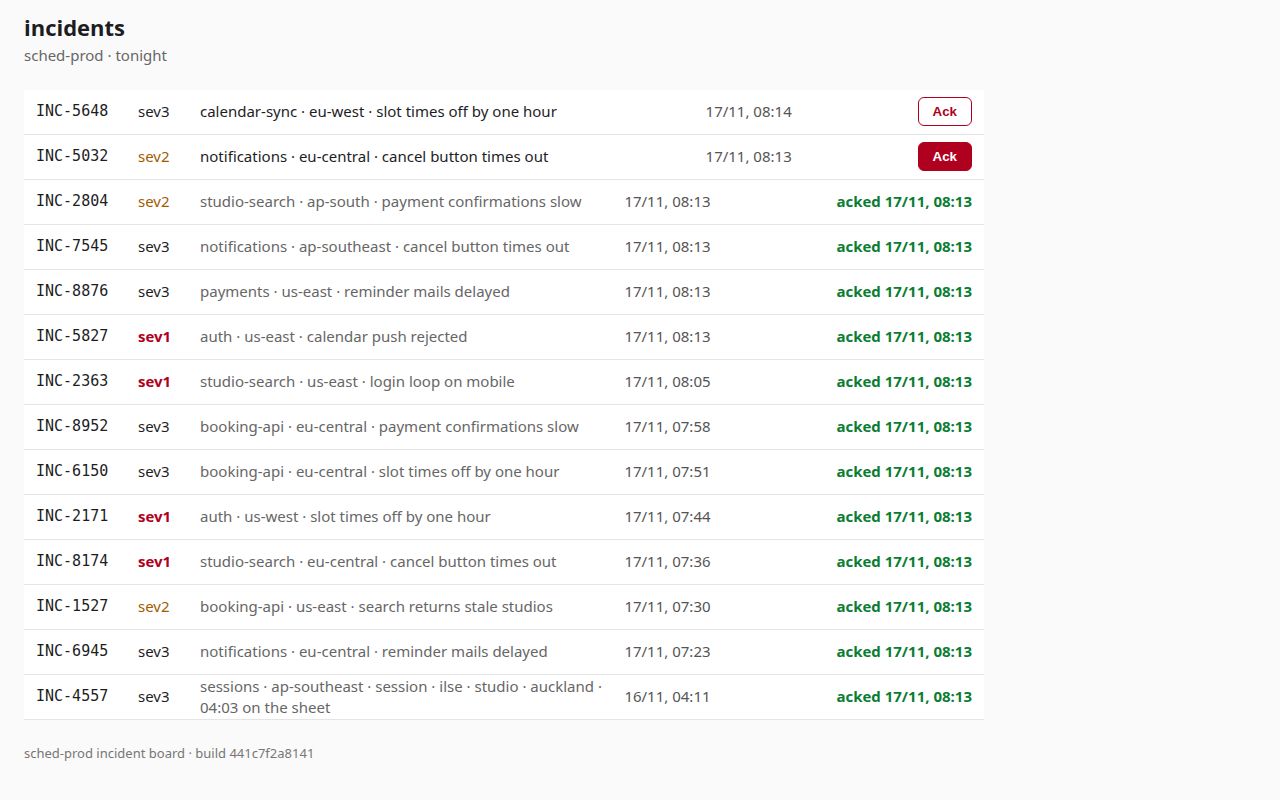 incidents
sched-prod · tonight
INC-5648 sev3 calendar-sync · eu-west · slot times off by one hour 17/11, 08:14 Ack
INC-5032 sev2 notifications · eu-central · cancel button times out 17/11, 08:13 Ack
INC-2804 sev2 studio-search · ap-south · payment confirmations slow 17/11, 08:13 acked 17/11, 08:13
INC-7545 sev3 notifications · ap-southeast · cancel button times out 17/11, 08:13 acked 17/11, 08:13
INC-8876 sev3 payments · us-east · reminder mails delayed 17/11, 08:13 acked 17/11, 08:13
INC-5827 sev1 auth · us-east · calendar push rejected 17/11, 08:13 acked 17/11, 08:13
INC-2363 sev1 studio-search · us-east · login loop on mobile 17/11, 08:05 acked 17/11, 08:13
INC-8952 sev3 booking-api · eu-central · payment confirmations slow 17/11, 07:58 acked 17/11, 08:13
INC-6150 sev3 booking-api · eu-central · slot times off by one hour 17/11, 07:51 acked 17/11, 08:13
INC-2171 sev1 auth · us-west · slot times off by one hour 17/11, 07:44 acked 17/11, 08:13
INC-8174 sev1 studio-search · eu-central · cancel button times out 17/11, 07:36 acked 17/11, 08:13
INC-1527 sev2 booking-api · us-east · search returns stale studios 17/11, 07:30 acked 17/11, 08:13
INC-6945 sev3 notifications · eu-central · reminder mails delayed 17/11, 07:23 acked 17/11, 08:13
INC-4557 sev3 sessions · ap-southeast · session · ilse · studio · auckland · 16/11, 04:11 acked 17/11, 08:13
04:03 on the sheet
sched-prod incident board · build 441c7f2a8141